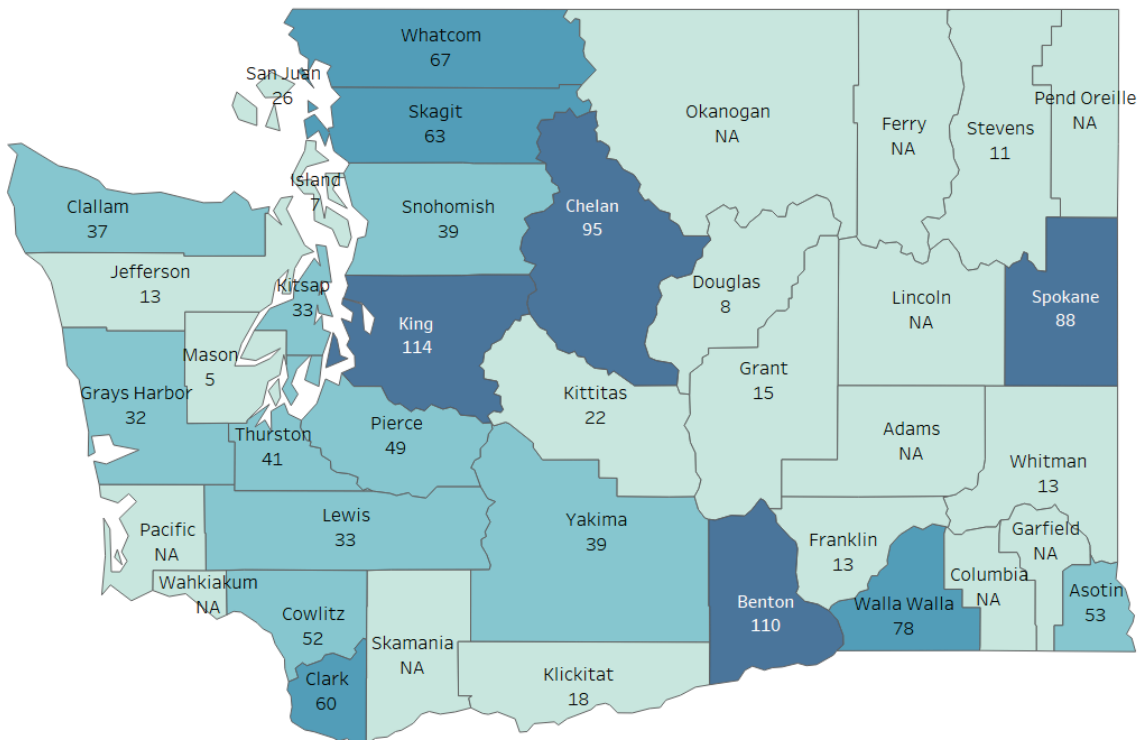 Whatcom
67
San Juan
26
Skagit
63
Okanogan
NA
Ferry
NA
Stevens
11
Pend Oreille
NA
Island
7
Clallam
37
Snohomish
39
Chelan
95
Jefferson
13
Kitsap
33
Douglas
8
Lincoln
NA
Spokane
88
King
114
Mason
5
Grays Harbor
32
Kittitas
22
Grant
15
Thurston
41
Pierce
49
Adams
NA
Whitman
13
Pacific
NA
Lewis
33
Yakima
39
Franklin
13
Garfield
NA
Wahkiakum
NA
Columbia
NA
Asotin
53
Cowlitz
52
Skamania
NA
Benton
110
Walla Walla
78
Clark
60
Klickitat
18